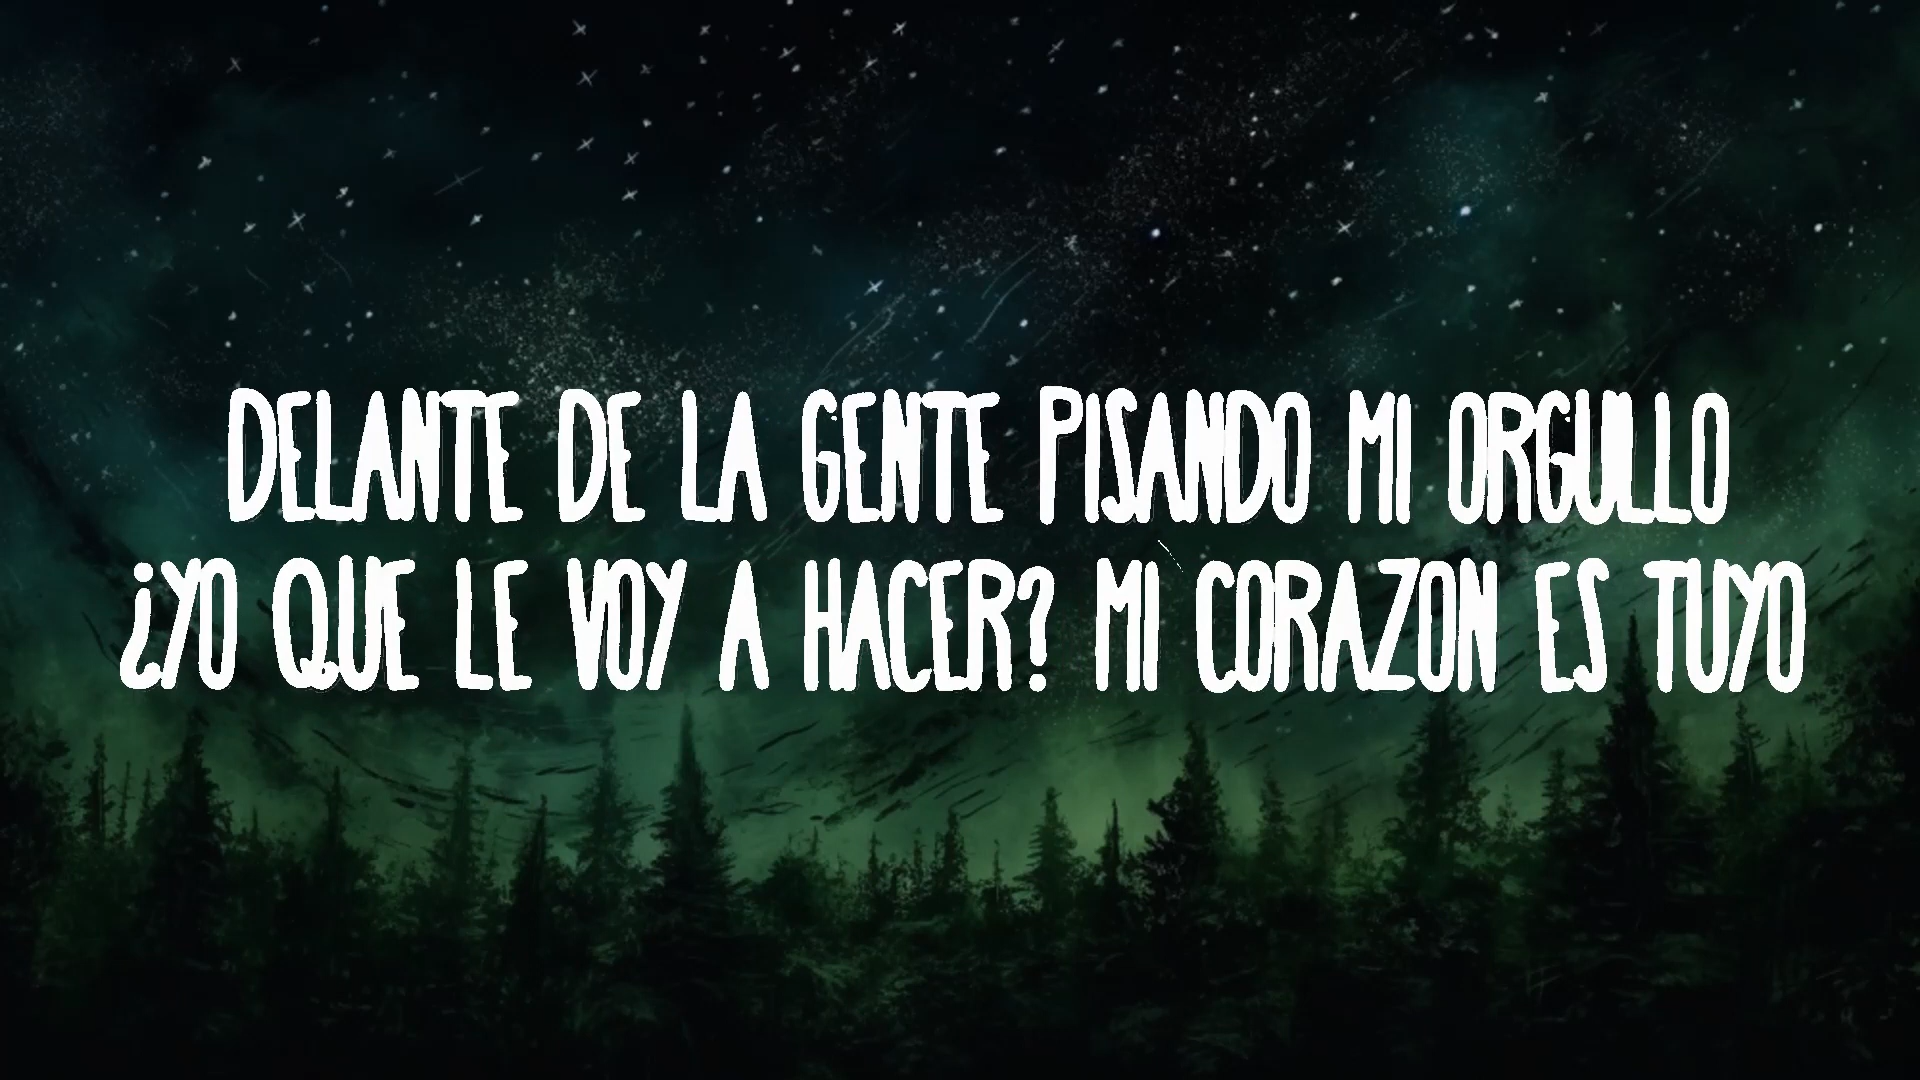 DELANTE DE LA GENTE PISANDO MI ORGULLO
¿YO QUE LE VOY A HACER? MI CORAZON ES TUYO